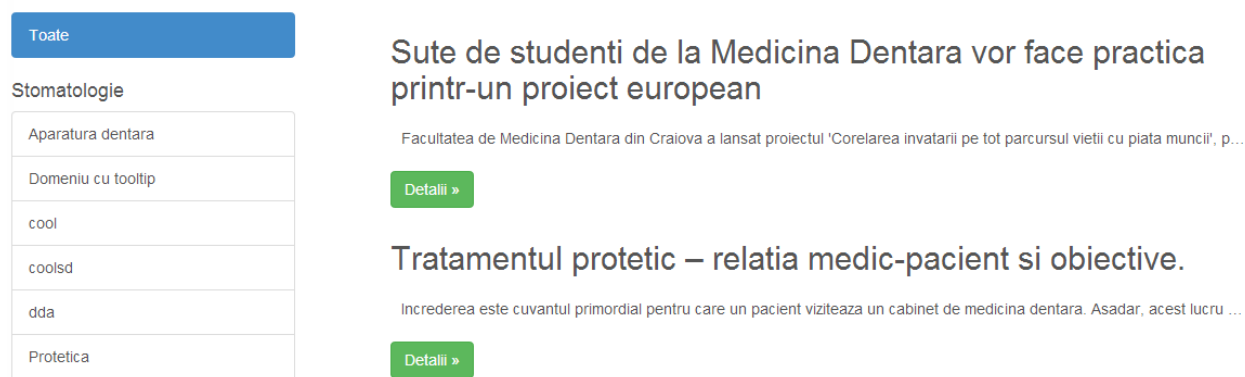 Toate
Stomatologie
Aparatura dentara
Domeniu cu tooltip
cool
coolsd
dda
Protetica
Sute de studenti de la Medicina Dentara vor face practica
printr-un proiect european
Facultatea de Medicina Dentara din Craiova a lansat proiectul 'Corelarea invatarii pe tot parcursul vietii cu piata muncii', p...
Detalii »
Tratamentul protetic – relatia medic-pacient si obiective.
Increderea este cuvantul primordial pentru care un pacient viziteaza un cabinet de medicina dentara. Asadar, acest lucru ...
Detalii »